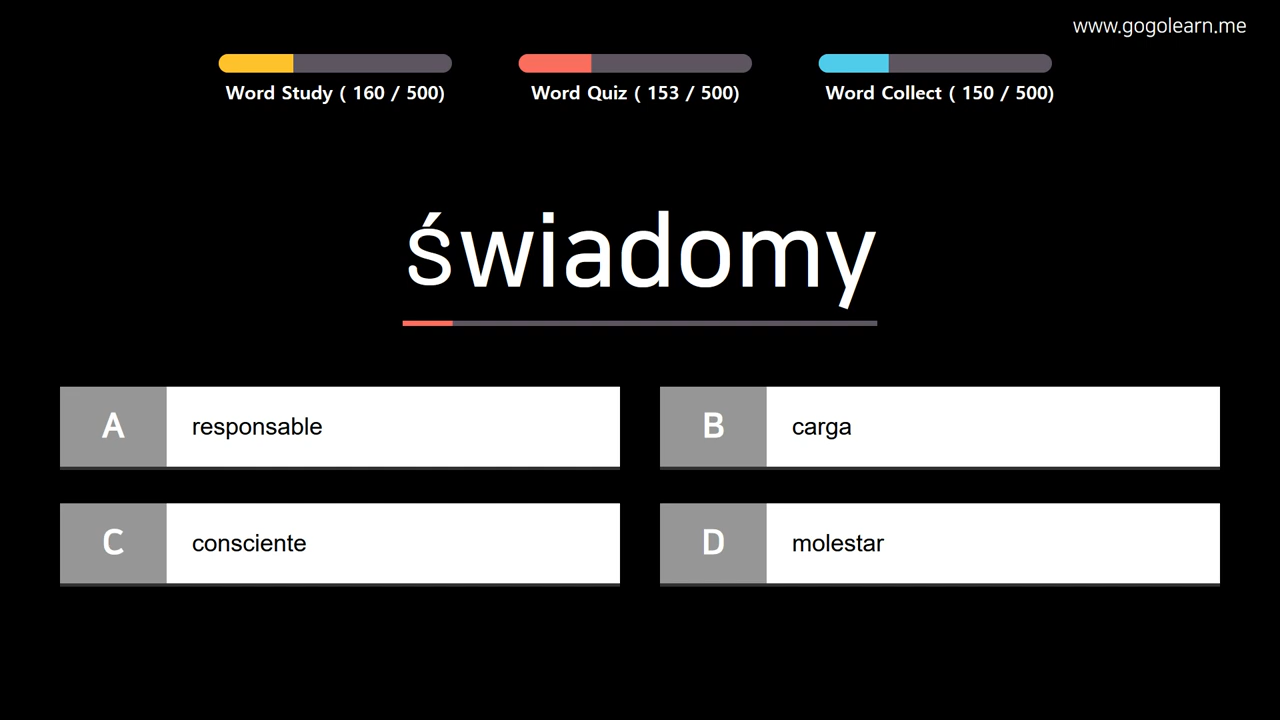 www.gogolearn.me
Word Study ( 160 / 500)
Word Quiz ( 153 / 500)
Word Collect ( 150 / 500)
świadomy
A responsable
B carga
C consciente
D molestar